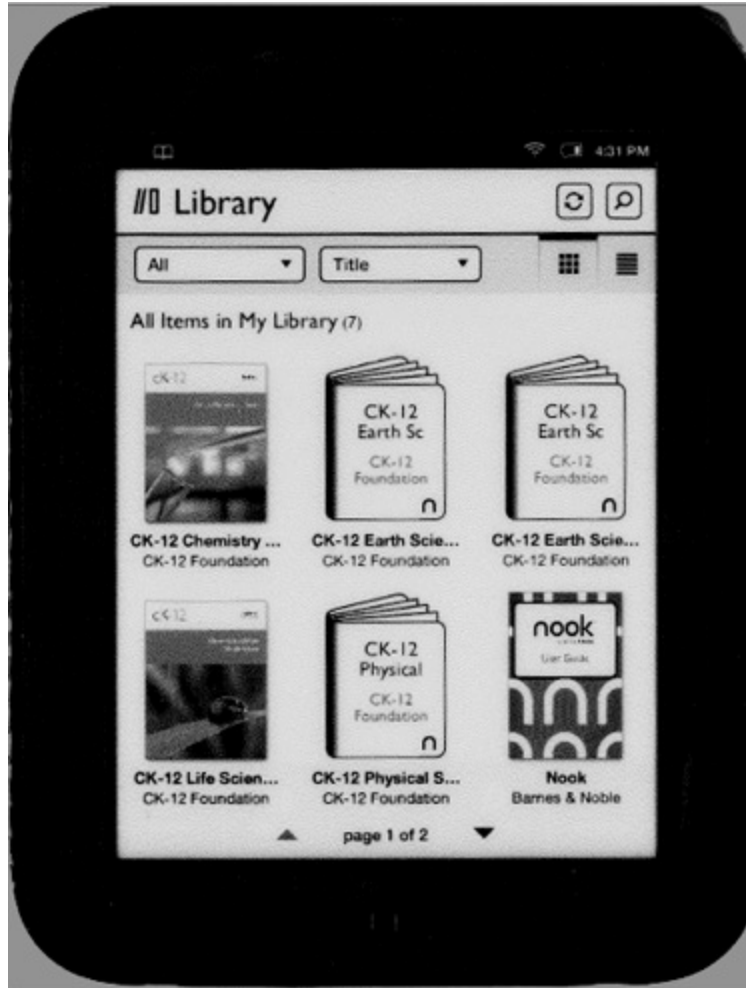 4:31 PM
Library
All
Title
All Items in My Library (7)
CK-12
CK-12
Earth Sc
CK-12
Foundation
n
CK-12
Earth Sc
CK-12
Foundation
n
CK-12 Chemistry ...
CK-12 Earth Scie...
CK-12 Earth Scie...
CK-12 Foundation
CK-12 Foundation
CK-12 Foundation
CK-12
CK-12
Physical
CK-12
Foundation
n
nook
User Guide
CK-12 Life Scien...
CK-12 Physical S...
Nook
CK-12 Foundation
CK-12 Foundation
Barnes & Noble
page 1 of 2